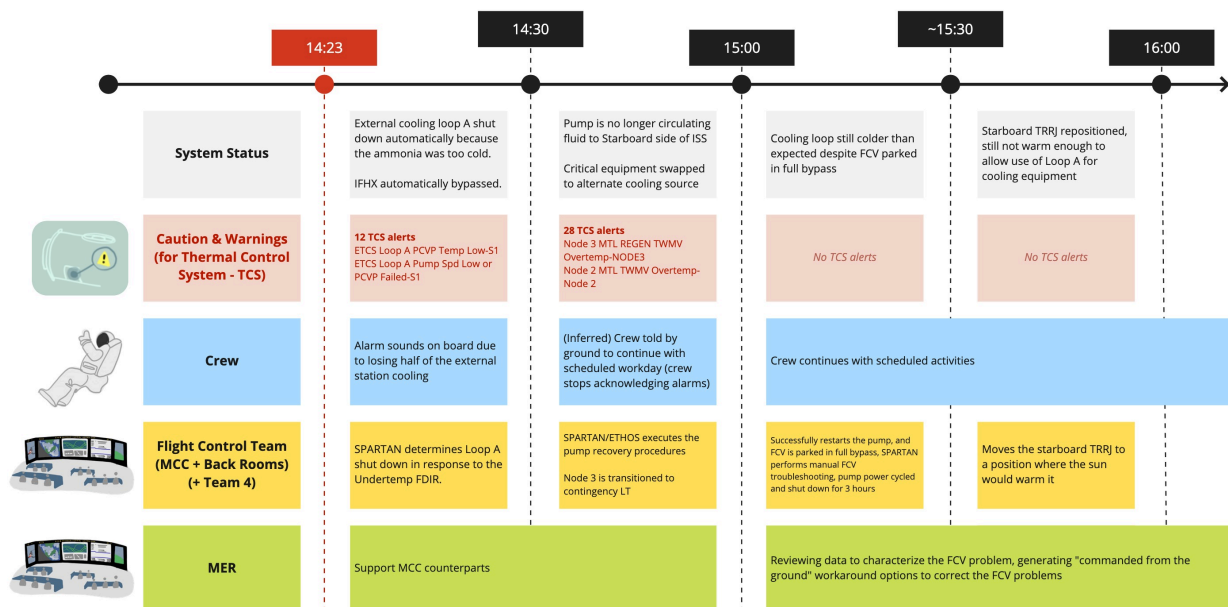 14:23
14:30
15:00
~15:30
16:00
System Status
External cooling loop A shut
down automatically because
the ammonia was too cold.
IFHX automatically bypassed.
Pump is no longer circulating
fluid to Starboard side of ISS
Critical equipment swapped
to alternate cooling source
Cooling loop still colder than
expected despite FCV parked
in full bypass
Starboard TRRJ repositioned,
still not warm enough to
allow use of Loop A for
cooling equipment
Caution & Warnings
(for Thermal Control
System - TCS)
12 TCS alerts
ETCS Loop A PCVP Temp Low-S1
ETCS Loop A Pump Spd Low or
PCVP Failed-S1
28 TCS alerts
Node 3 MTL REGEN TWMV
Overtemp-NODE3
Node 2 MTL TWMV Overtemp-
Node 2
No TCS alerts
No TCS alerts
Crew
Alarm sounds on board due
to losing half of the external
station cooling
(Inferred) Crew told by
ground to continue with
scheduled workday (crew
stops acknowledging alarms)
Crew continues with scheduled activities
Flight Control Team
(MCC + Back Rooms)
(+ Team 4)
SPARTAN determines Loop A
shut down in response to the
Undertemp FDIR.
SPARTAN/ETHOS executes the
pump recovery procedures
Node 3 is transitioned to
contingency LT
Successfully restarts the pump, and
FCV is parked in full bypass, SPARTAN
performs manual FCV
troubleshooting, pump power cycled
and shut down for 3 hours
Moves the starboard TRRJ to
a position where the sun
would warm it
MER
Support MCC counterparts
Reviewing data to characterize the FCV problem, generating "commanded from the
ground" workaround options to correct the FCV problems